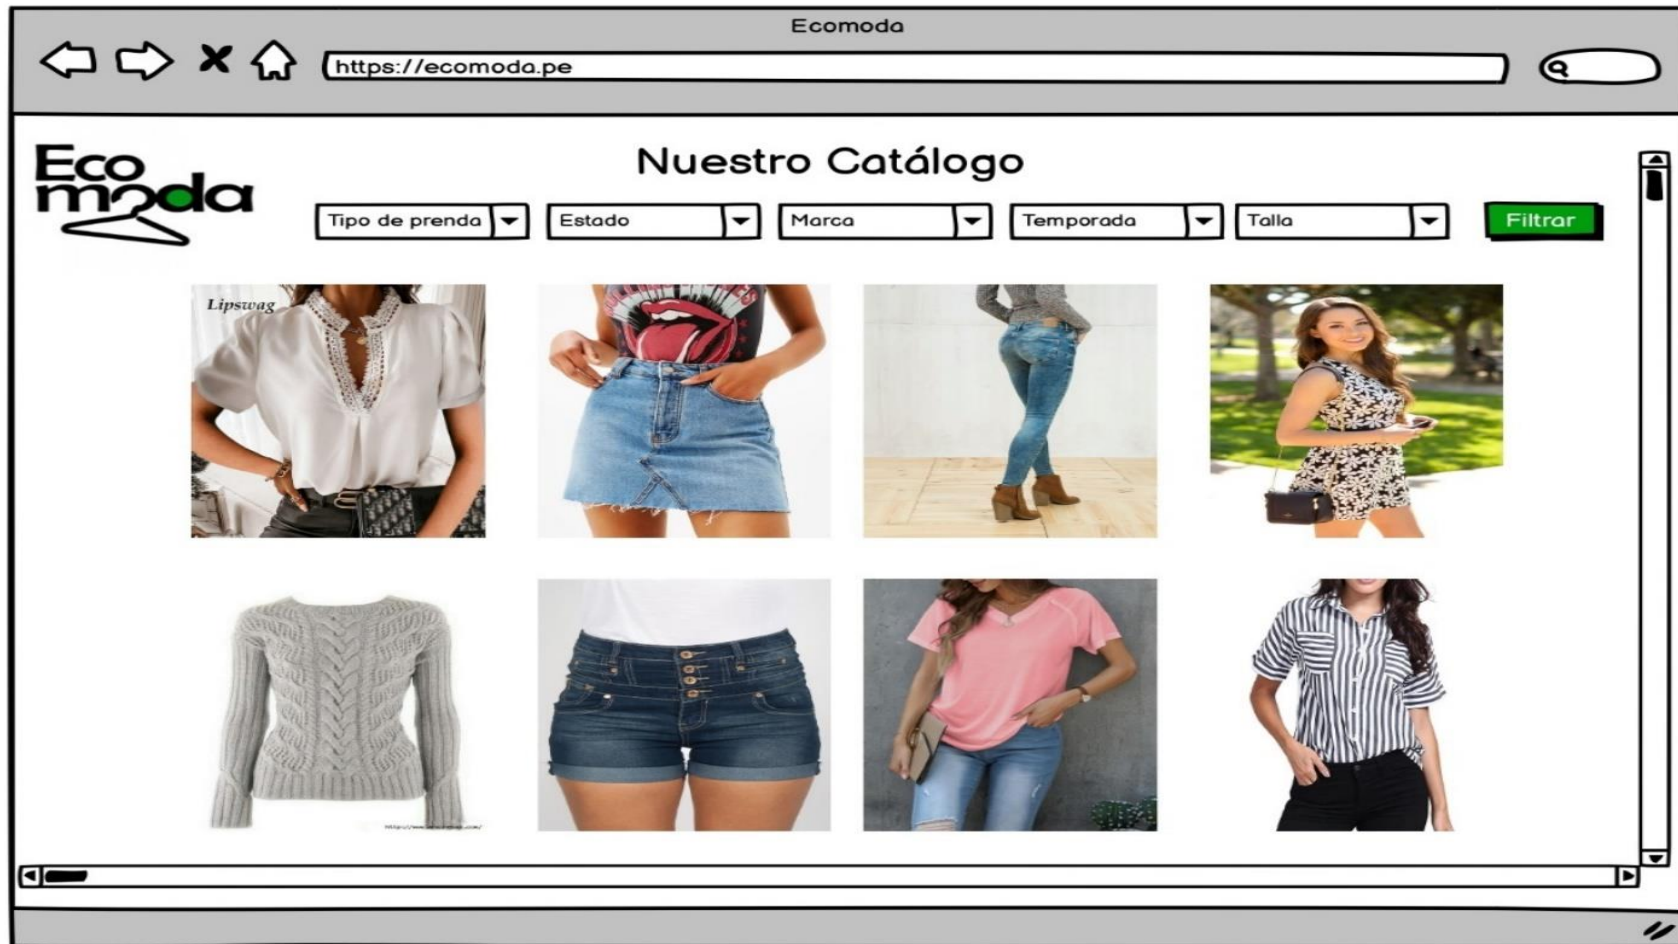 Ecomoda
https://ecomoda.pe
Eco
moda
Nuestro Catálogo
Tipo de prenda
Estado
Marca
Temporada
Talla
Filtrar
Lipswag